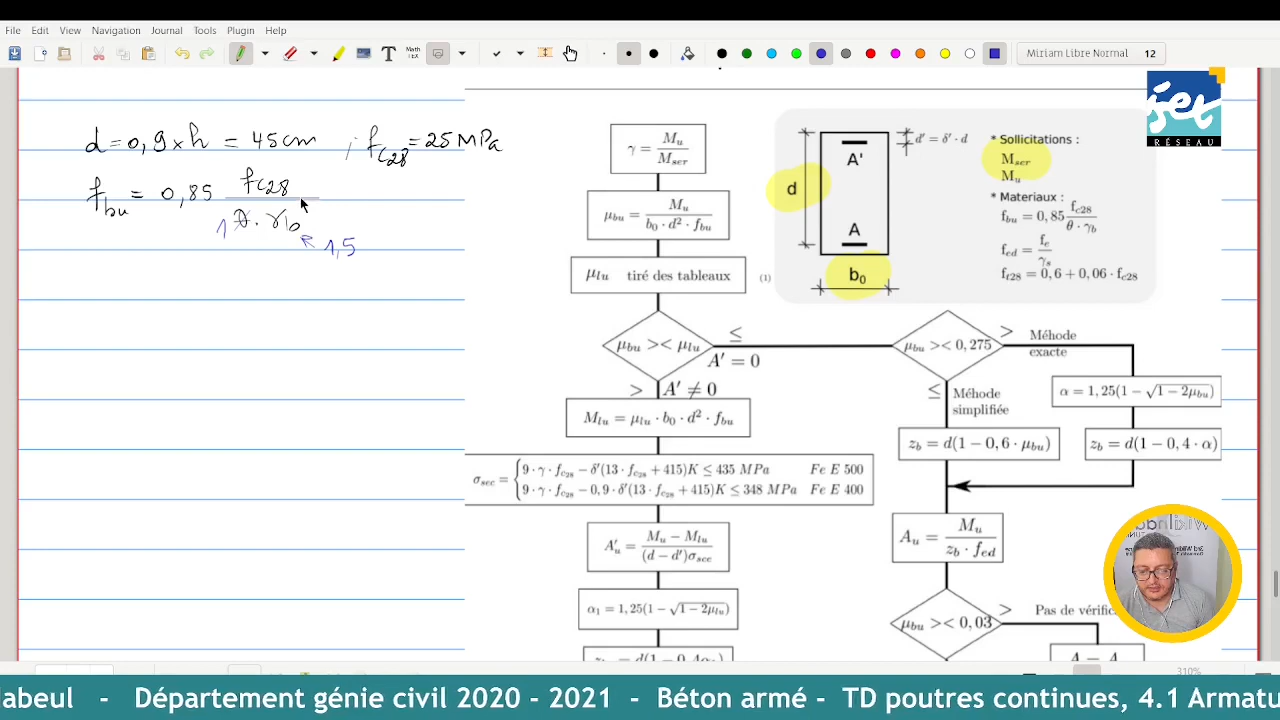 File Edit View Navigation Journal Tools Plugin Help
T MATH TEX Miriam Libre Normal 12
d = 0,9 x h = 45 cm ; fc28 = 25 MPa
fbu = 0,85 fc28 / θ · γb
1
1,5
γ = Mu / Mser
μbu = Mu / b0 · d² · fbu
μlu tiré des tableaux
(1)
μbu >< μlu
≤
A' = 0
> A' ≠ 0
Mlu = μlu · b0 · d² · fbu
σsec = { 9 · γ · fc28 − δ'(13 · fc28 + 415)K ≤ 435 MPa Fe E 500
9 · γ · fc28 − 0, 9 · δ'(13 · fc28 + 415)K ≤ 348 MPa Fe E 400
A'u = Mu − Mlu / (d − d')σsec
α1 = 1, 25(1 − √1 − 2μlu)
d' = δ' · d
A'
d
A
b0
* Sollicitations :
Mser
Mu
* Materiaux :
fbu = 0, 85 fc28 / θ · γb
fed = fe / γs
ft28 = 0, 6 + 0, 06 · fc28
iset
RÉSEAU
μbu >< 0, 275
>
Méhode
exacte
≤
Méhode
simplifiée
α = 1, 25(1 − √1 − 2μbu)
zb = d(1 − 0, 6 · μbu)
zb = d(1 − 0, 4 · α)
Au = Mu / zb · fed
μbu >< 0, 03
>
Pas de vérific
310%
labeul - Département génie civil 2020 - 2021 - Béton armé - TD poutres continues, 4.1 Armatu